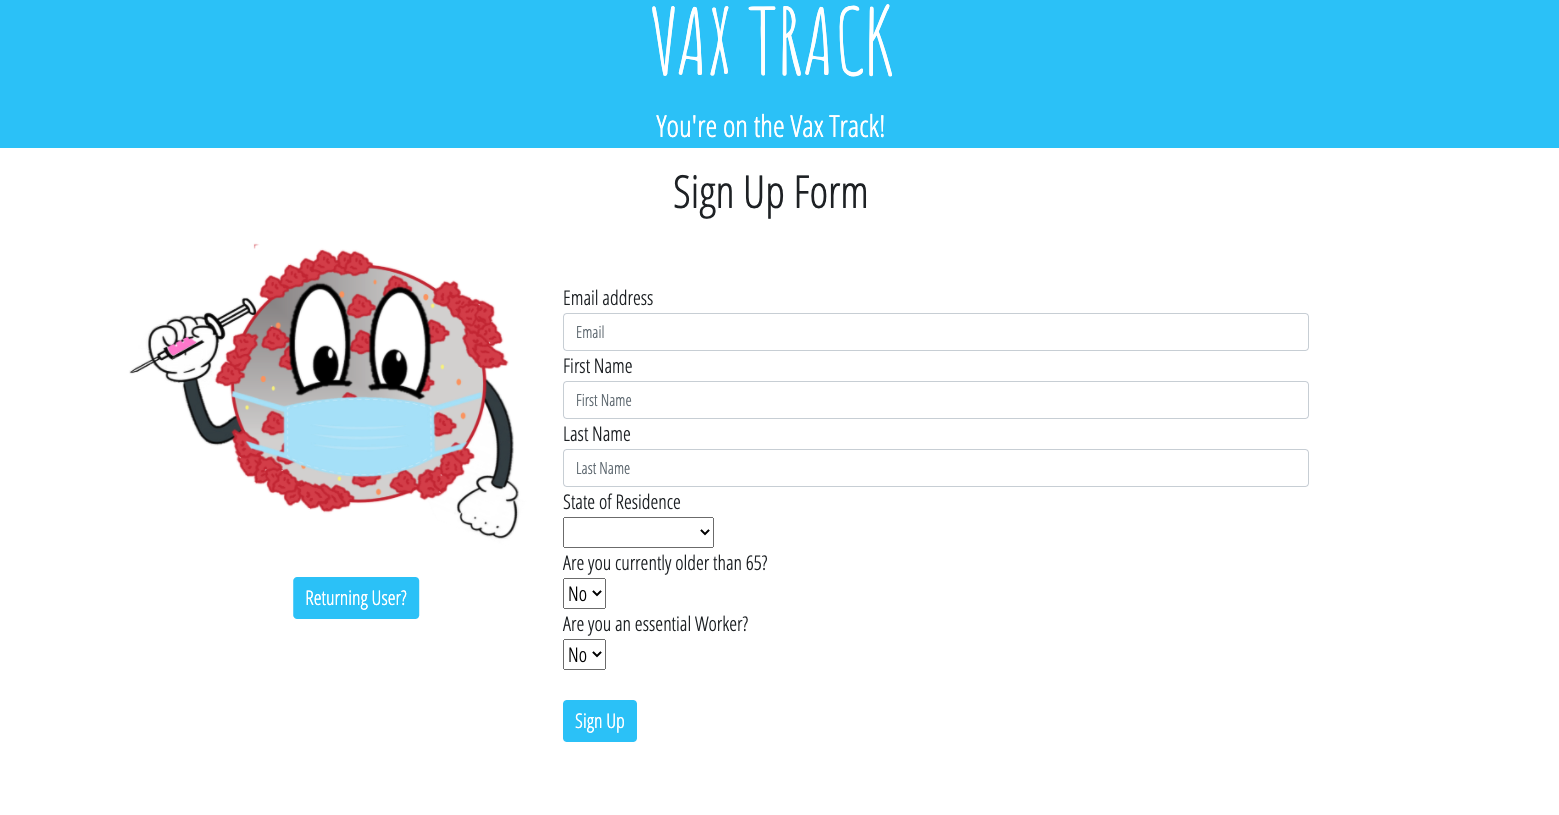 VAX TRACK
You're on the Vax Track!
Sign Up Form
Email address
Email
First Name
First Name
Last Name
Last Name
State of Residence
Are you currently older than 65?
No
Are you an essential Worker?
No
Sign Up
Returning User?